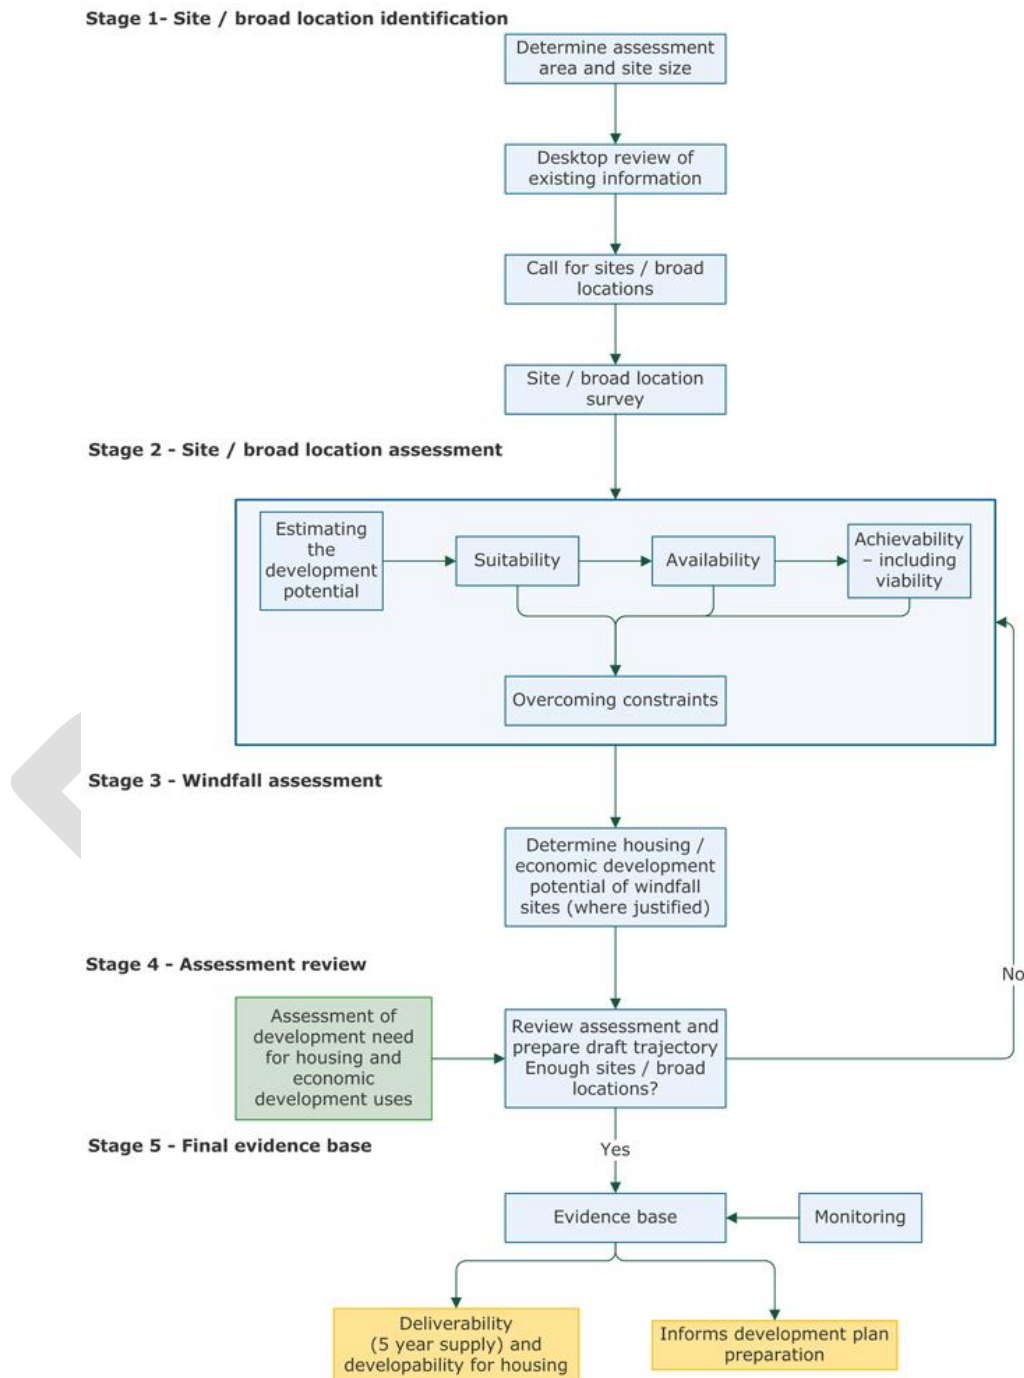 Stage 1- Site / broad location identification
Determine assessment
area and site size
Desktop review of
existing information
Call for sites / broad
locations
Site / broad location
survey
Stage 2 - Site / broad location assessment
Estimating
the
development
potential
Suitability
Availability
Achievability
– including
viability
Overcoming constraints
Stage 3 - Windfall assessment
Determine housing /
economic development
potential of windfall
sites (where justified)
Stage 4 - Assessment review
No
Assessment of
development need
for housing and
economic
development uses
Review assessment and
prepare draft trajectory
Enough sites / broad
locations?
Stage 5 - Final evidence base
Yes
Evidence base
Monitoring
Deliverability
(5 year supply) and
developability for housing
Informs development plan
preparation